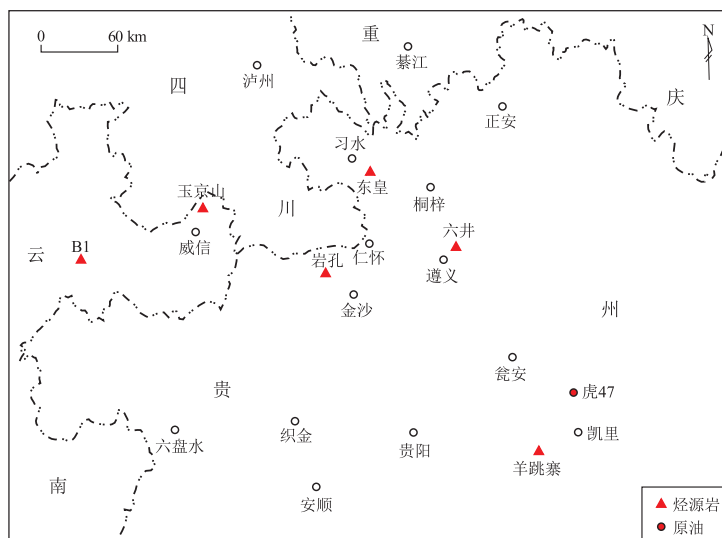 0 60 km
重
綦江
N
四
泸州
庆
正安
习水
东皇
桐梓
玉京山
川
六井
B1
威信
云
仁怀
岩孔
遵义
金沙
州
瓮安
贵
虎47
织金
六盘水
贵阳
凯里
羊跳寨
南
安顺
烃源岩
原油